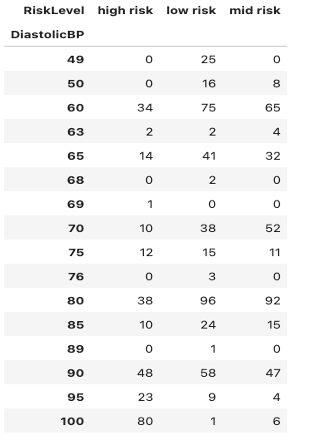 RiskLevel high risk low risk mid risk
DiastolicBP
49 0 25 0
50 0 16 8
60 34 75 65
63 2 2 4
65 14 41 32
68 0 2 0
69 1 0 0
70 10 38 52
75 12 15 11
76 0 3 0
80 38 96 92
85 10 24 15
89 0 1 0
90 48 58 47
95 23 9 4
100 80 1 6